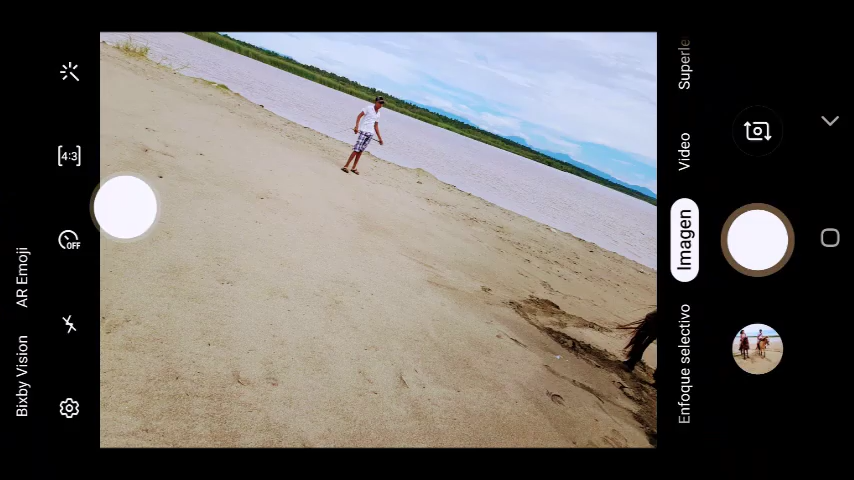 Bixby Vision
AR Emoji
4:3
OFF
Enfoque selectivo
Imagen
Video
Superle